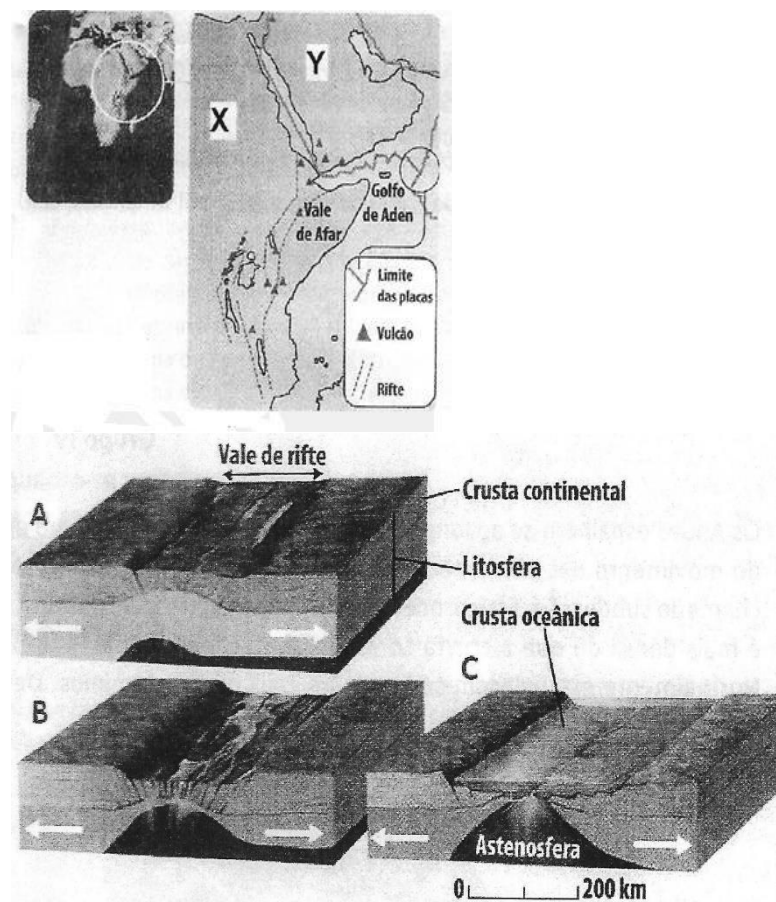 X
Y
Vale
de Afar
Golfo
de Aden
Limite
das placas
Vulcão
Rifte
Vale de rifte
A
Crusta continental
Litosfera
Crusta oceânica
B
C
Astenosfera
0 200 km